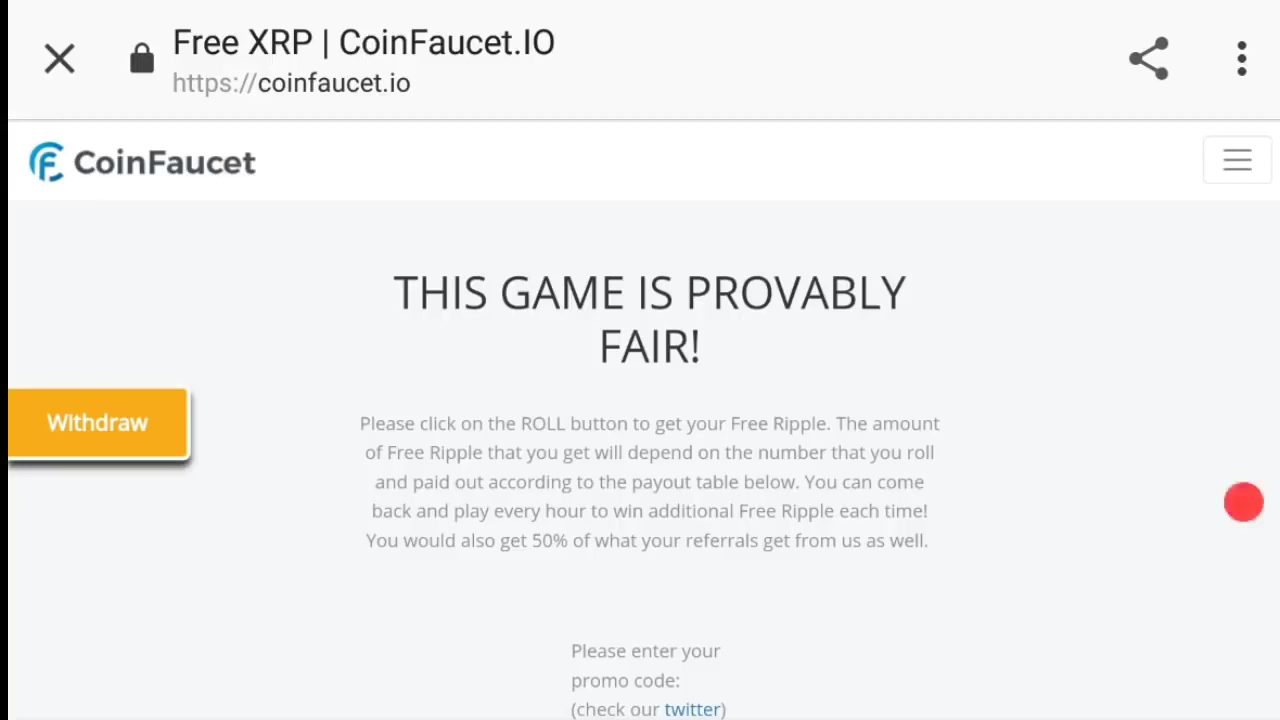 Free XRP | CoinFaucet.IO
https://coinfaucet.io
CoinFaucet
THIS GAME IS PROVABLY
FAIR!
Withdraw
Please click on the ROLL button to get your Free Ripple. The amount
of Free Ripple that you get will depend on the number that you roll
and paid out according to the payout table below. You can come
back and play every hour to win additional Free Ripple each time!
You would also get 50% of what your referrals get from us as well.
Please enter your
promo code:
(check our twitter)